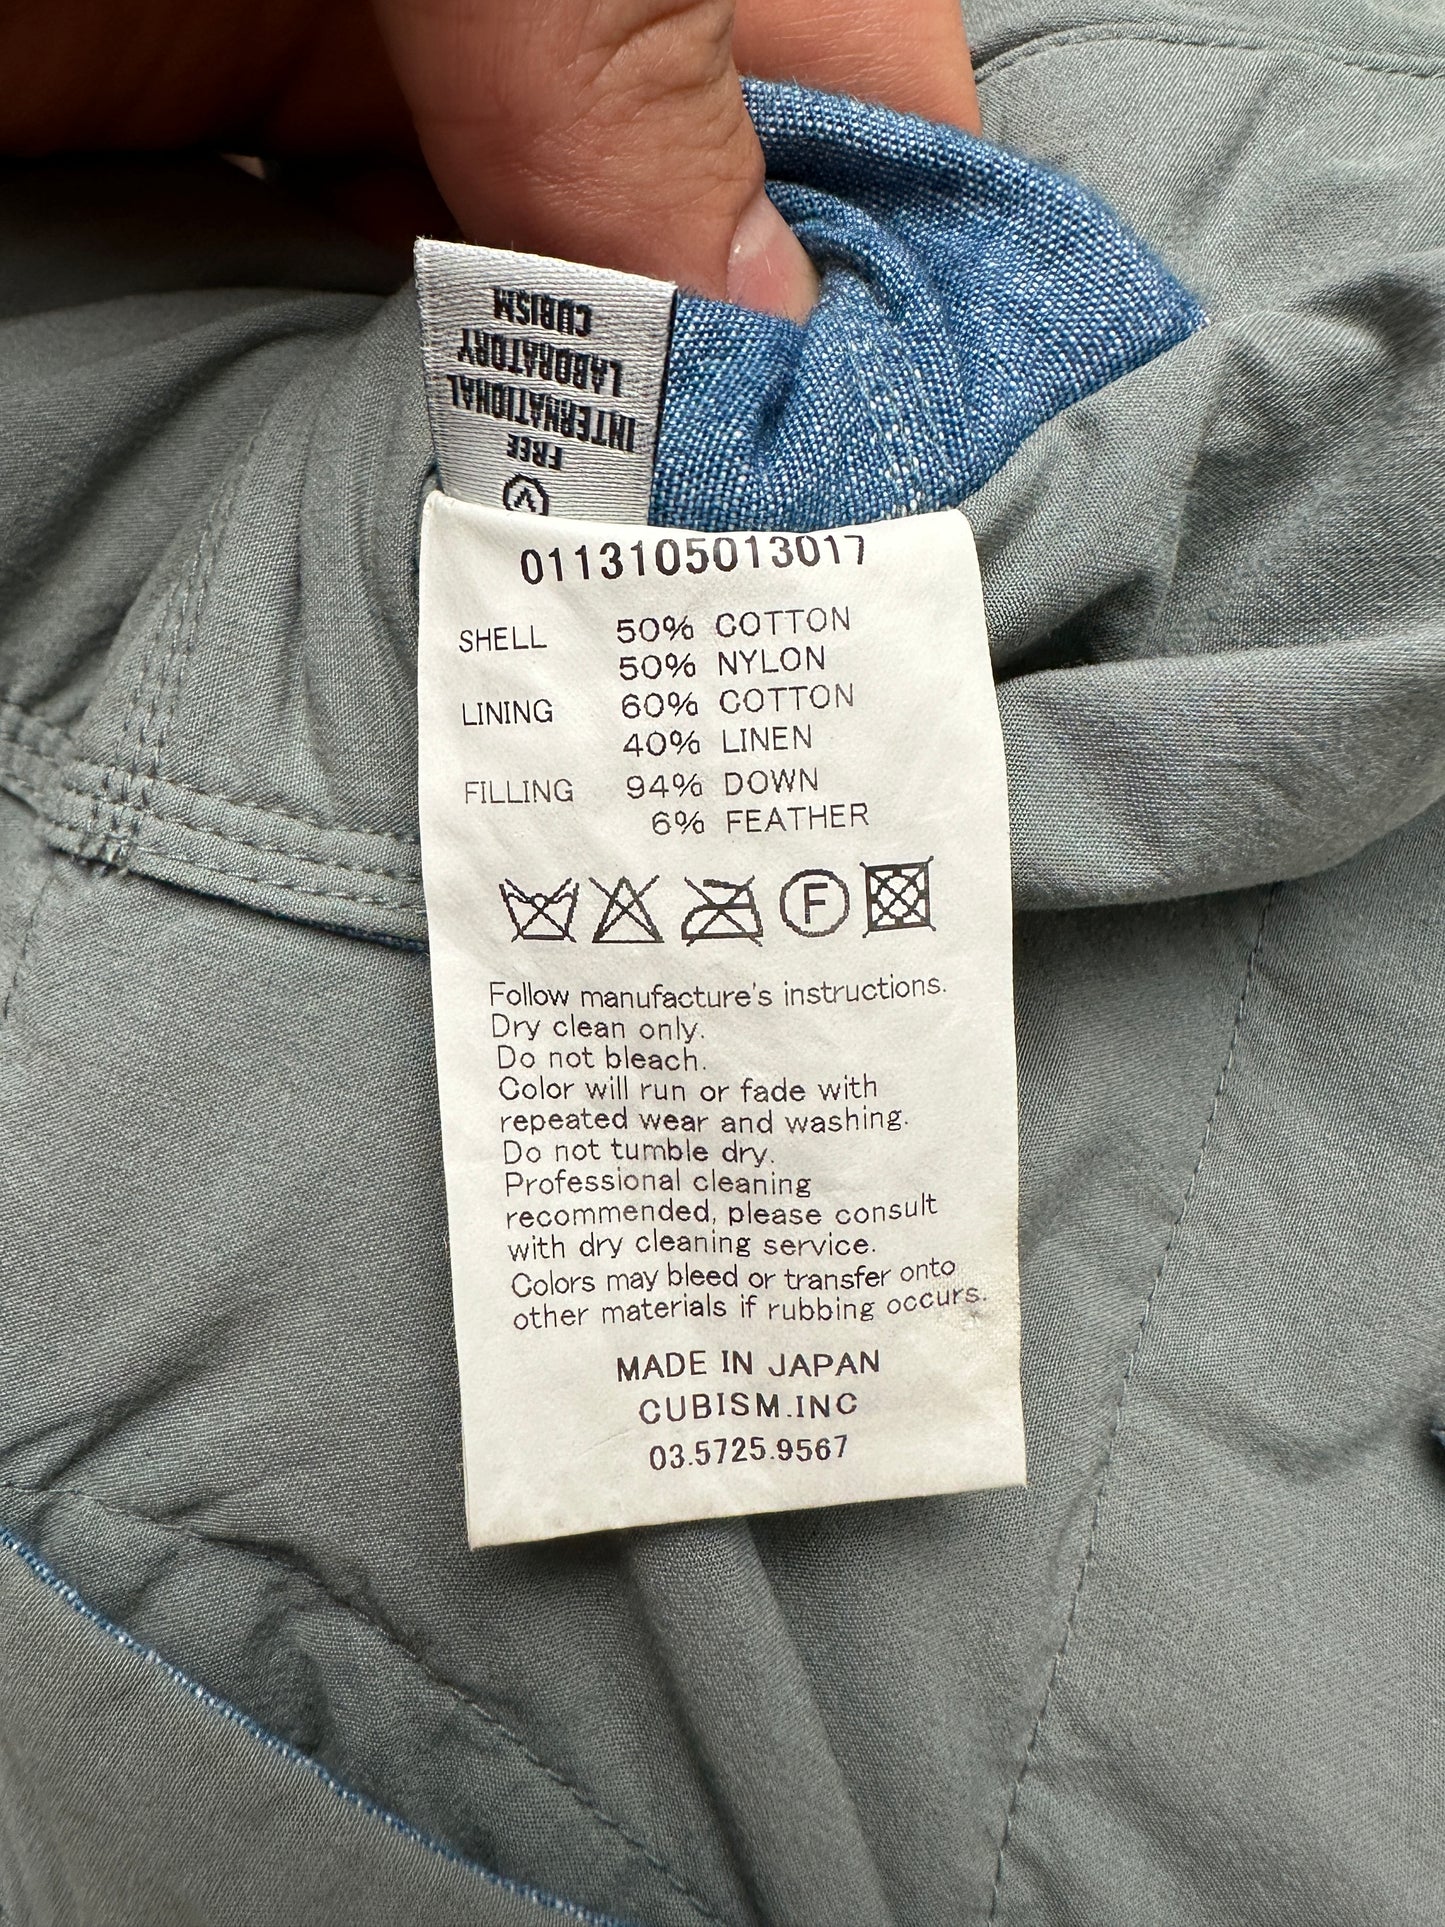 CUBISM
LABORATORY
INTERNATIONAL
FREE
0113105013017
SHELL 50% COTTON
50% NYLON
LINING 60% COTTON
40% LINEN
FILLING 94% DOWN
6% FEATHER
F
Follow manufacture's instructions.
Dry clean only.
Do not bleach.
Color will run or fade with
repeated wear and washing.
Do not tumble dry.
Professional cleaning
recommended, please consult
with dry cleaning service.
Colors may bleed or transfer onto
other materials if rubbing occurs.
MADE IN JAPAN
CUBISM.INC
03.5725.9567